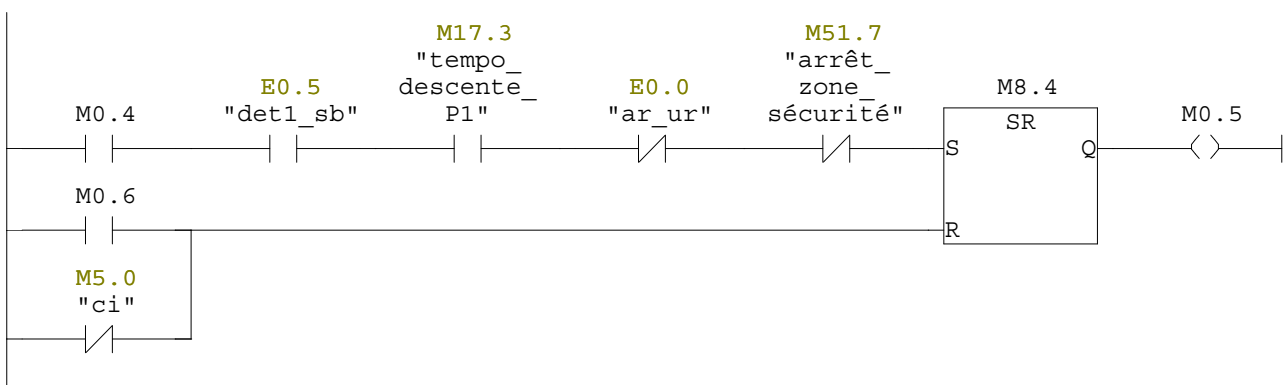 M17.3
"tempo_
descente_
P1"
M51.7
"arrêt_
zone_
sécurité"
E0.5
"det1_sb"
E0.0
"ar_ur"
M0.4
M8.4
SR
M0.5
S
Q
M0.6
R
M5.0
"ci"